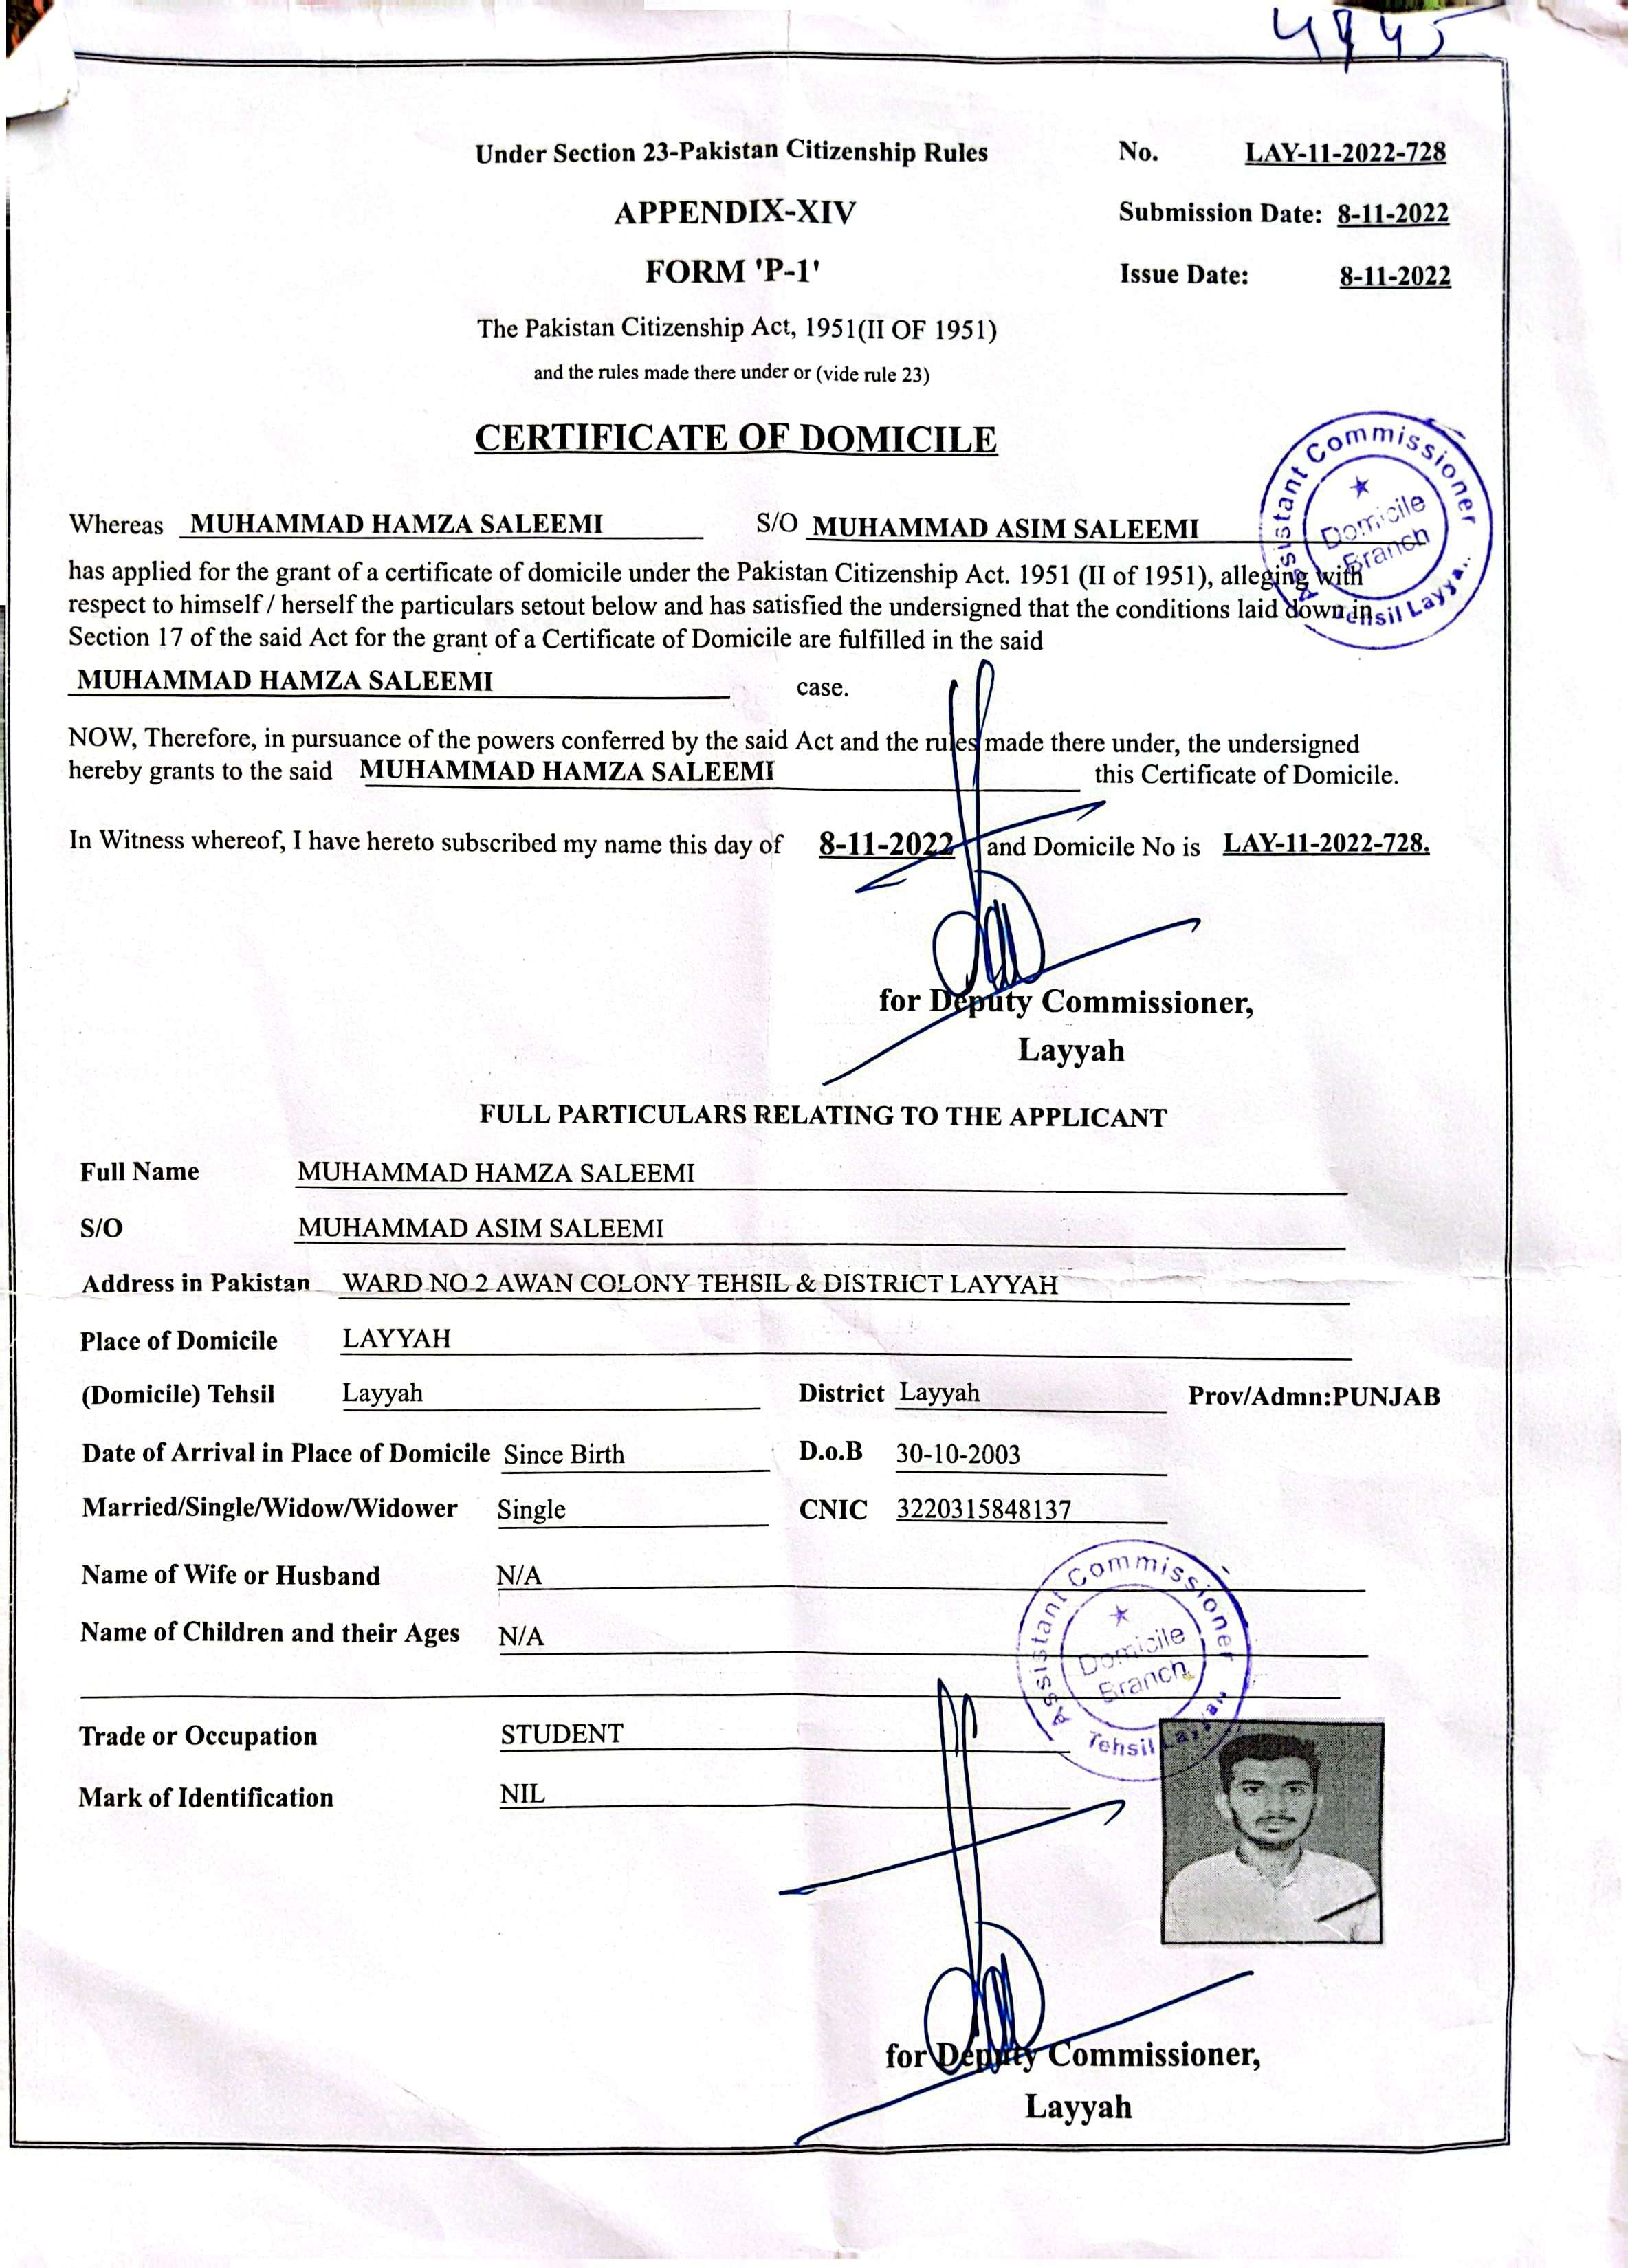 4945
Under Section 23-Pakistan Citizenship Rules
No. LAY-11-2022-728
APPENDIX-XIV
Submission Date: 8-11-2022
FORM 'P-1'
Issue Date: 8-11-2022
The Pakistan Citizenship Act, 1951(II OF 1951)
and the rules made there under or (vide rule 23)
CERTIFICATE OF DOMICILE
Assistant Commissioner
Domicile
Branch
Tehsil
Whereas MUHAMMAD HAMZA SALEEMI S/O MUHAMMAD ASIM SALEEMI
has applied for the grant of a certificate of domicile under the Pakistan Citizenship Act. 1951 (II of 1951), alleging with
respect to himself / herself the particulars setout below and has satisfied the undersigned that the conditions laid down in
Section 17 of the said Act for the grant of a Certificate of Domicile are fulfilled in the said
MUHAMMAD HAMZA SALEEMI case.
NOW, Therefore, in pursuance of the powers conferred by the said Act and the rules made there under, the undersigned
hereby grants to the said MUHAMMAD HAMZA SALEEMI this Certificate of Domicile.
In Witness whereof, I have hereto subscribed my name this day of 8-11-2022 and Domicile No is LAY-11-2022-728.
for Deputy Commissioner,
Layyah
FULL PARTICULARS RELATING TO THE APPLICANT
Full Name MUHAMMAD HAMZA SALEEMI
S/O MUHAMMAD ASIM SALEEMI
Address in Pakistan WARD NO 2 AWAN COLONY TEHSIL & DISTRICT LAYYAH
Place of Domicile LAYYAH
(Domicile) Tehsil Layyah District Layyah Prov/Admn:PUNJAB
Date of Arrival in Place of Domicile Since Birth D.o.B 30-10-2003
Married/Single/Widow/Widower Single CNIC 3220315848137
Name of Wife or Husband N/A
Name of Children and their Ages N/A
Assistant Commissioner
Domicile
Branch
Tehsil
Trade or Occupation STUDENT
Mark of Identification NIL
for Deputy Commissioner,
Layyah